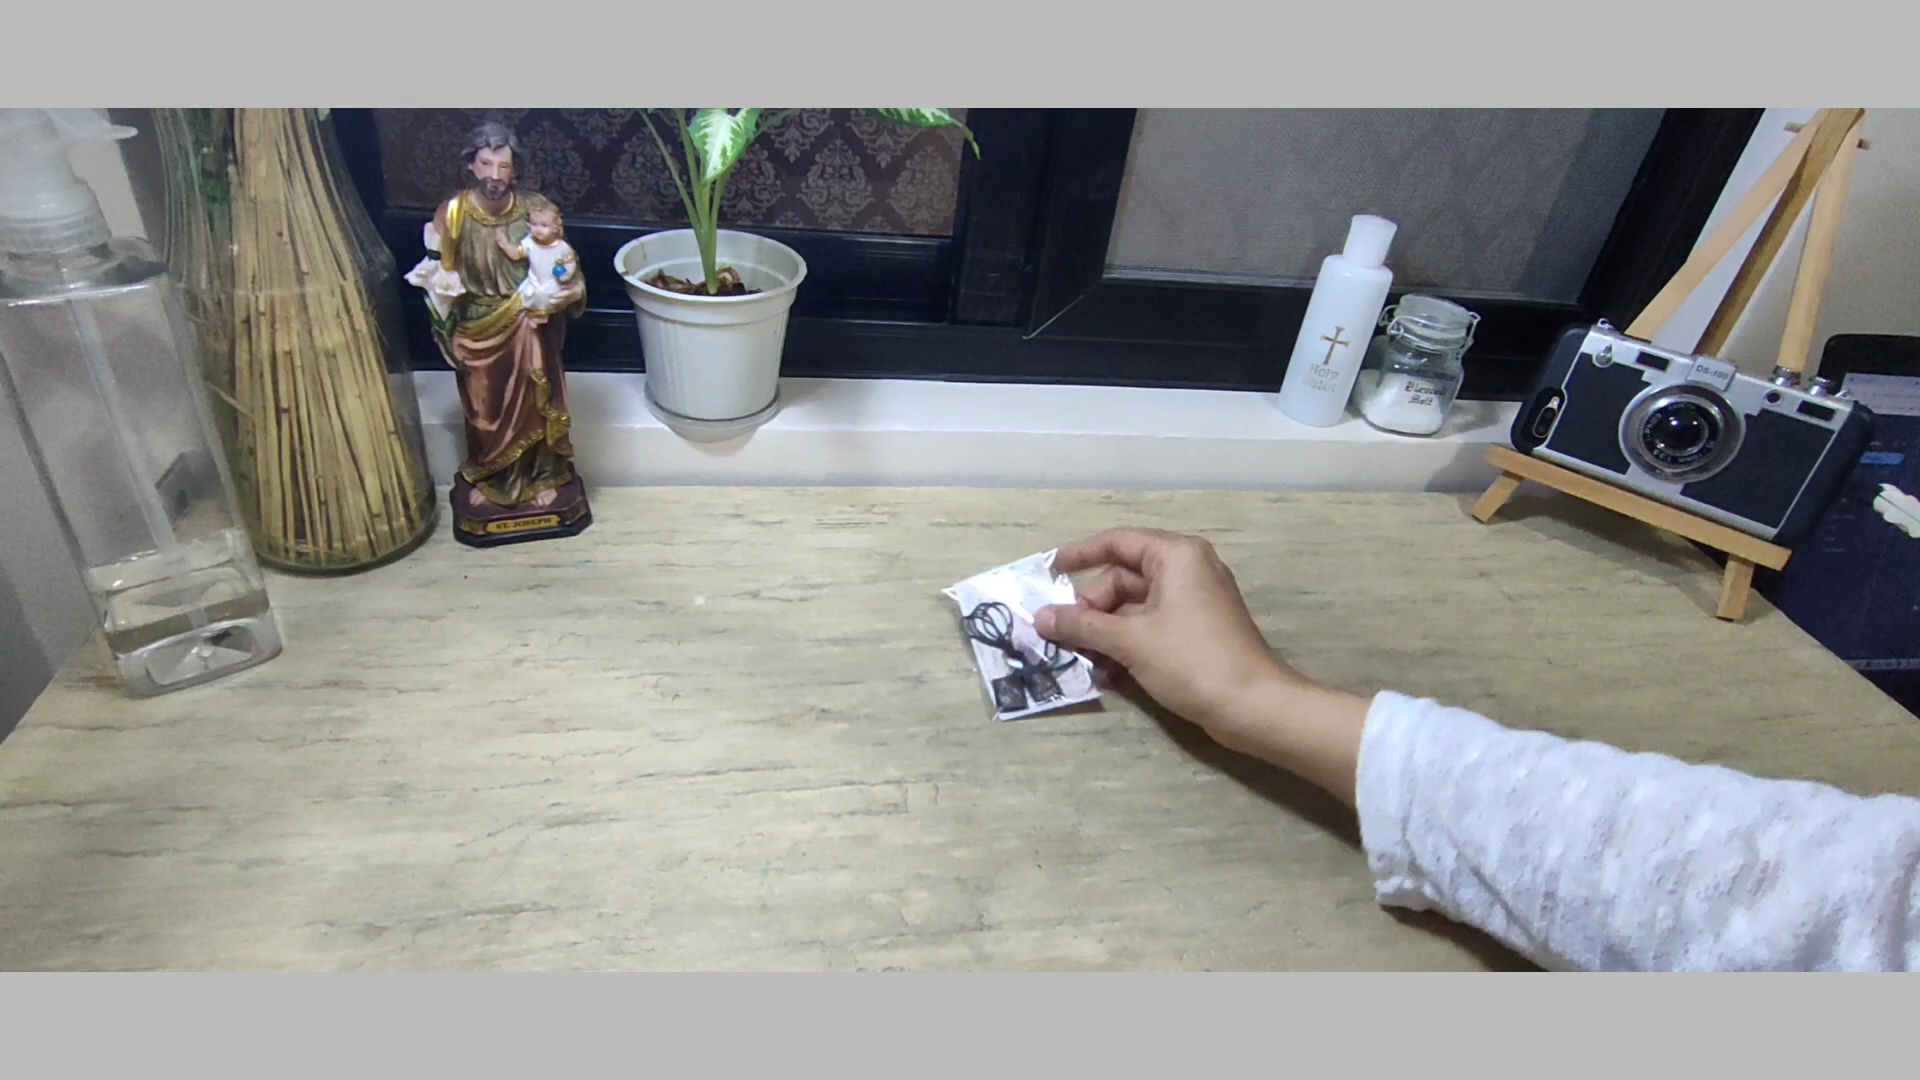 ST. JOSEPH
Holy
Water
Blessed
Salt
DS-100